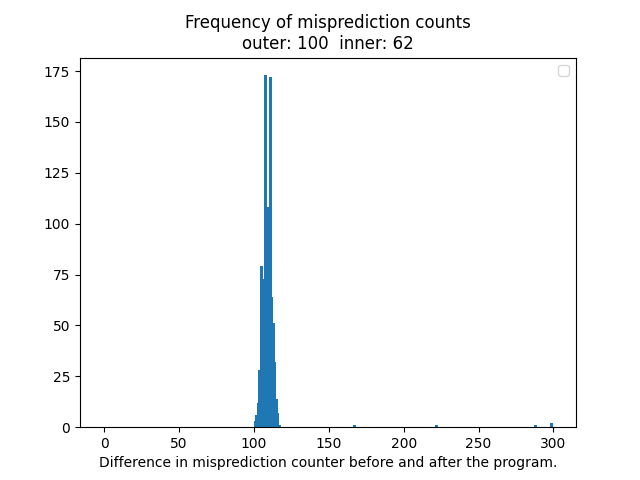 Frequency of misprediction counts
outer: 100  inner: 62
175
150
125
100
75
50
25
0
0 50 100 150 200 250 300
Difference in misprediction counter before and after the program.